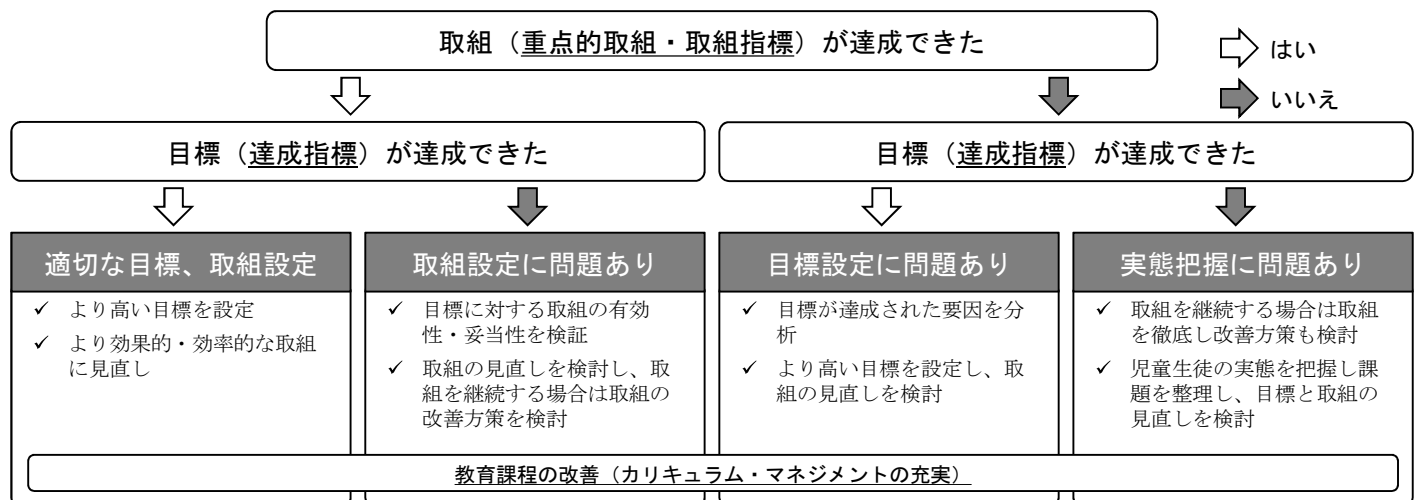 取組（重点的取組・取組指標）が達成できた
はい
いいえ
目標（達成指標）が達成できた
目標（達成指標）が達成できた
適切な目標、取組設定
✓ より高い目標を設定
✓ より効果的・効率的な取組
に見直し
取組設定に問題あり
✓ 目標に対する取組の有効
性・妥当性を検証
✓ 取組の見直しを検討し、取
組を継続する場合は取組の
改善方策を検討
目標設定に問題あり
✓ 目標が達成された要因を分
析
✓ より高い目標を設定し、取
組の見直しを検討
実態把握に問題あり
✓ 取組を継続する場合は取組
を徹底し改善方策も検討
✓ 児童生徒の実態を把握し課
題を整理し、目標と取組の
見直しを検討
教育課程の改善（カリキュラム・マネジメントの充実）